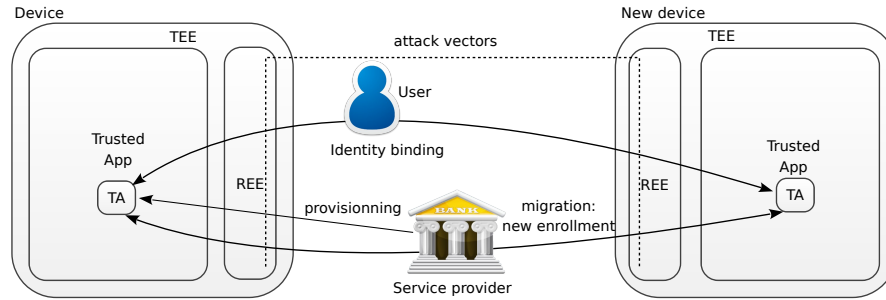 Device
New device
TEE
TEE
attack vectors
User
Trusted
App
Trusted
App
Identity binding
REE
REE
TA
TA
provisionning
BANK
migration:
new enrollment
Service provider